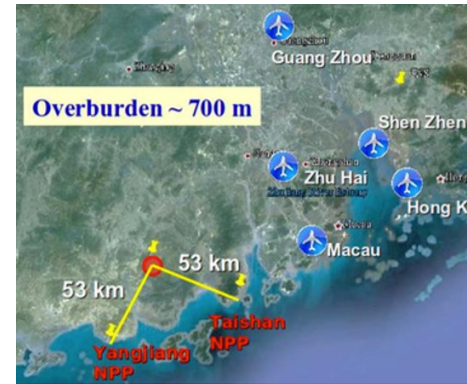 Guang Zhou
Overburden ~ 700 m
Shen Zhen
Zhu Hai
Hong K
Macau
53 km
53 km
Taishan
NPP
Yangjiang
NPP